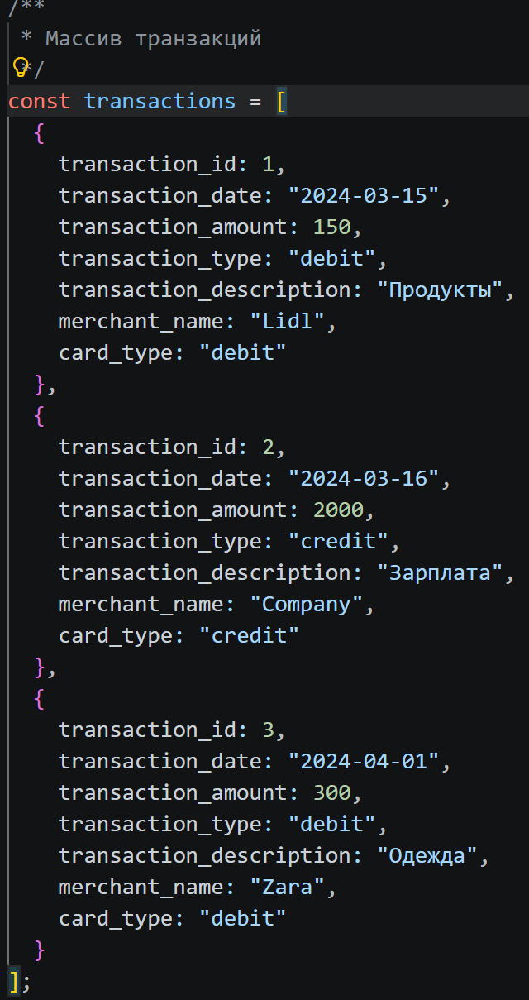 /**
 * Массив транзакций
 */
const transactions = [
  {
    transaction_id: 1,
    transaction_date: "2024-03-15",
    transaction_amount: 150,
    transaction_type: "debit",
    transaction_description: "Продукты",
    merchant_name: "Lidl",
    card_type: "debit"
  },
  {
    transaction_id: 2,
    transaction_date: "2024-03-16",
    transaction_amount: 2000,
    transaction_type: "credit",
    transaction_description: "Зарплата",
    merchant_name: "Company",
    card_type: "credit"
  },
  {
    transaction_id: 3,
    transaction_date: "2024-04-01",
    transaction_amount: 300,
    transaction_type: "debit",
    transaction_description: "Одежда",
    merchant_name: "Zara",
    card_type: "debit"
  }
];